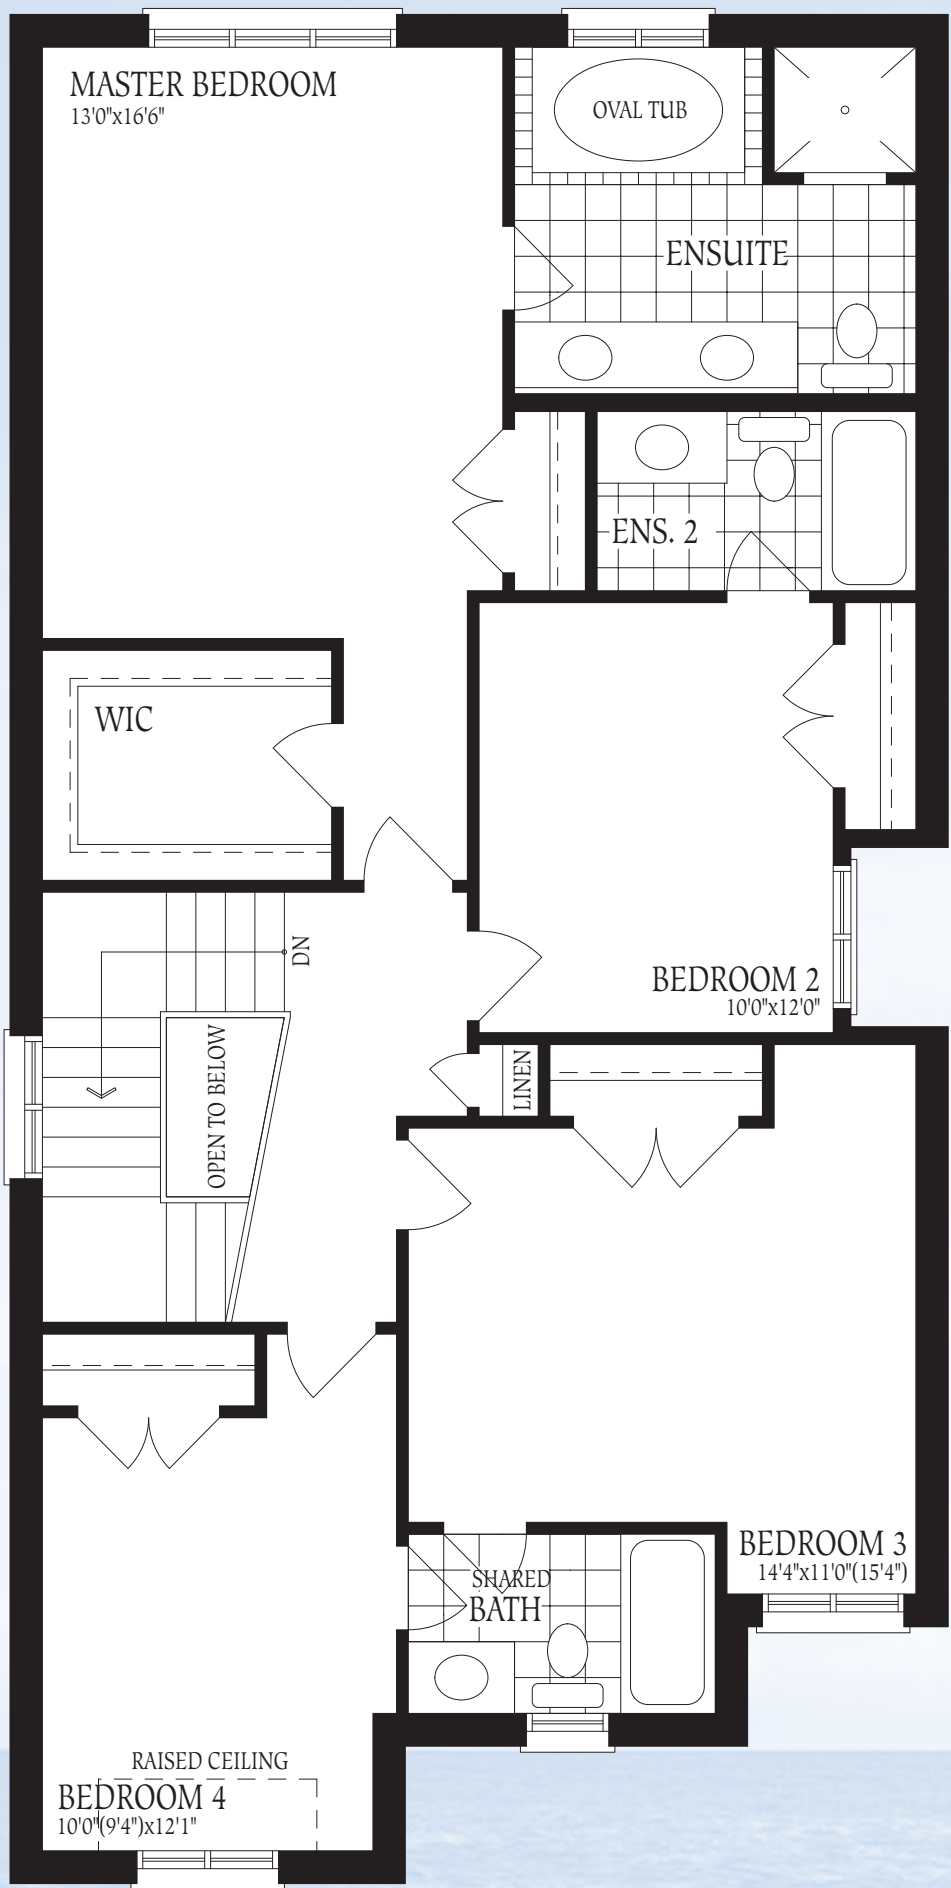 MASTER BEDROOM
13'0"x16'6"
OVAL TUB
ENSUITE
ENS. 2
WIC
DN
BEDROOM 2
10'0"x12'0"
OPEN TO BELOW
LINEN
BEDROOM 3
14'4"x11'0"(15'4")
SHARED
BATH
RAISED CEILING
BEDROOM 4
10'0"(9'4")x12'1"